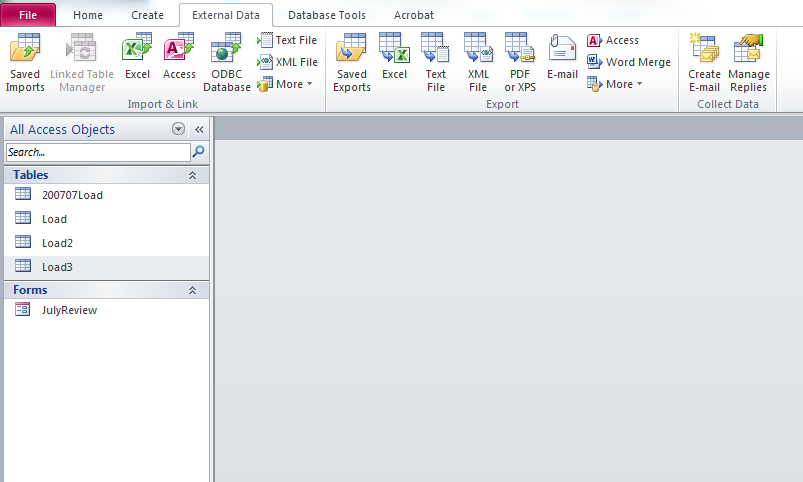 File Home Create External Data Database Tools Acrobat
Saved Imports
Linked Table Manager
Excel
Access
ODBC Database
Text File
XML File
More
Import & Link
Saved Exports
Excel
Text File
XML File
PDF or XPS
E-mail
Access
Word Merge
More
Export
Create E-mail
Manage Replies
Collect Data
All Access Objects
Search...
Tables
200707Load
Load
Load2
Load3
Forms
JulyReview